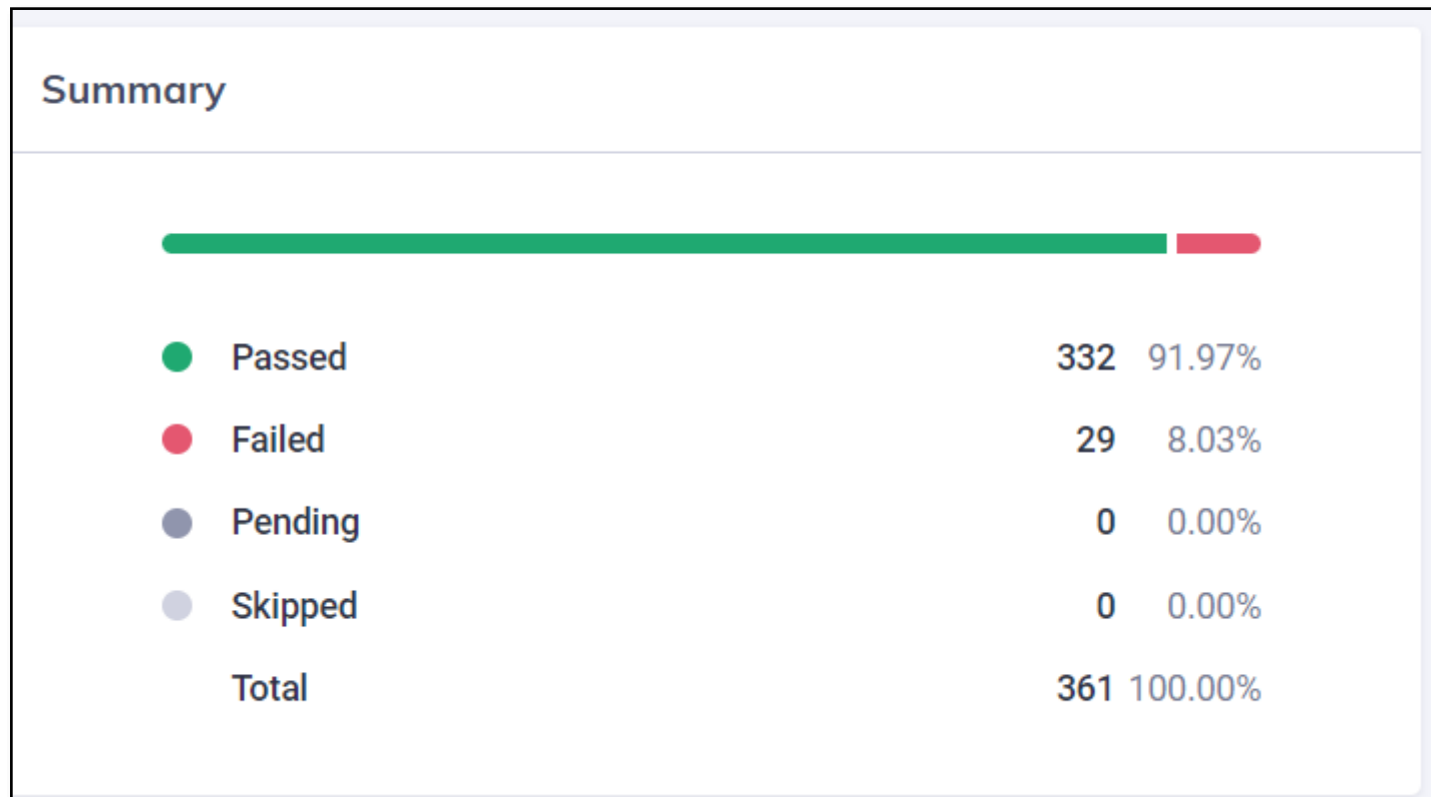 Summary
Passed 332 91.97%
Failed 29 8.03%
Pending 0 0.00%
Skipped 0 0.00%
Total 361 100.00%